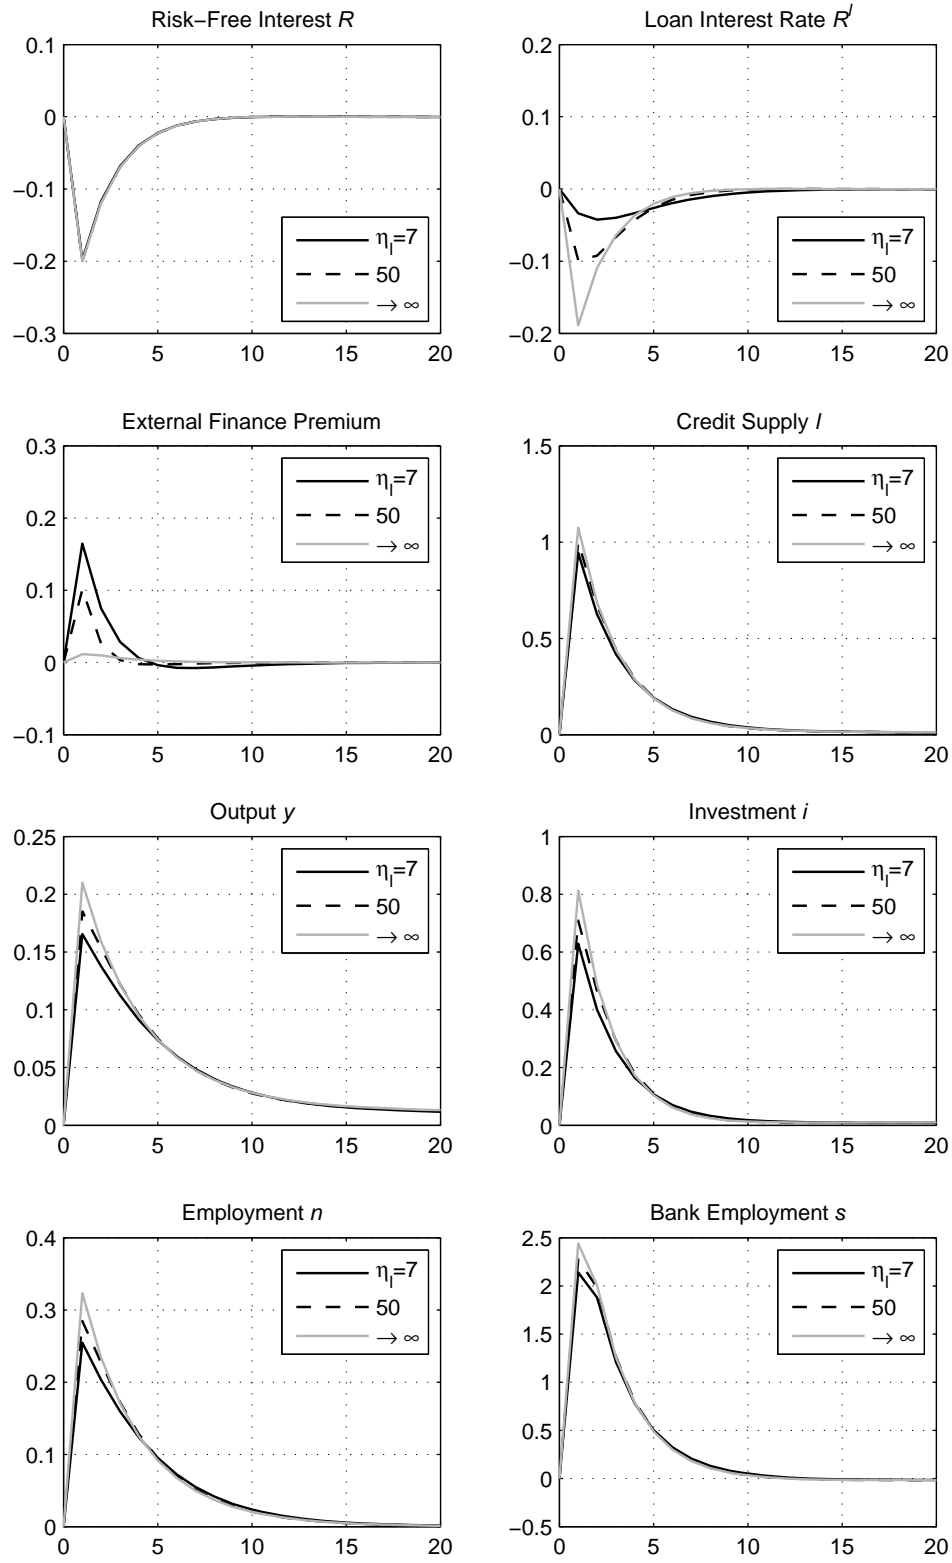 Risk−Free Interest R
0.1
0
−0.1
−0.2
−0.3
0 5 10 15 20
η_l=7
50
→ ∞
Loan Interest Rate R^l
0.2
0.1
0
−0.1
−0.2
0 5 10 15 20
η_l=7
50
→ ∞
External Finance Premium
0.3
0.2
0.1
0
−0.1
0 5 10 15 20
η_l=7
50
→ ∞
Credit Supply l
1.5
1
0.5
0
0 5 10 15 20
η_l=7
50
→ ∞
Output y
0.25
0.2
0.15
0.1
0.05
0
0 5 10 15 20
η_l=7
50
→ ∞
Investment i
1
0.8
0.6
0.4
0.2
0
0 5 10 15 20
η_l=7
50
→ ∞
Employment n
0.4
0.3
0.2
0.1
0
0 5 10 15 20
η_l=7
50
→ ∞
Bank Employment s
2.5
2
1.5
1
0.5
0
−0.5
0 5 10 15 20
η_l=7
50
→ ∞